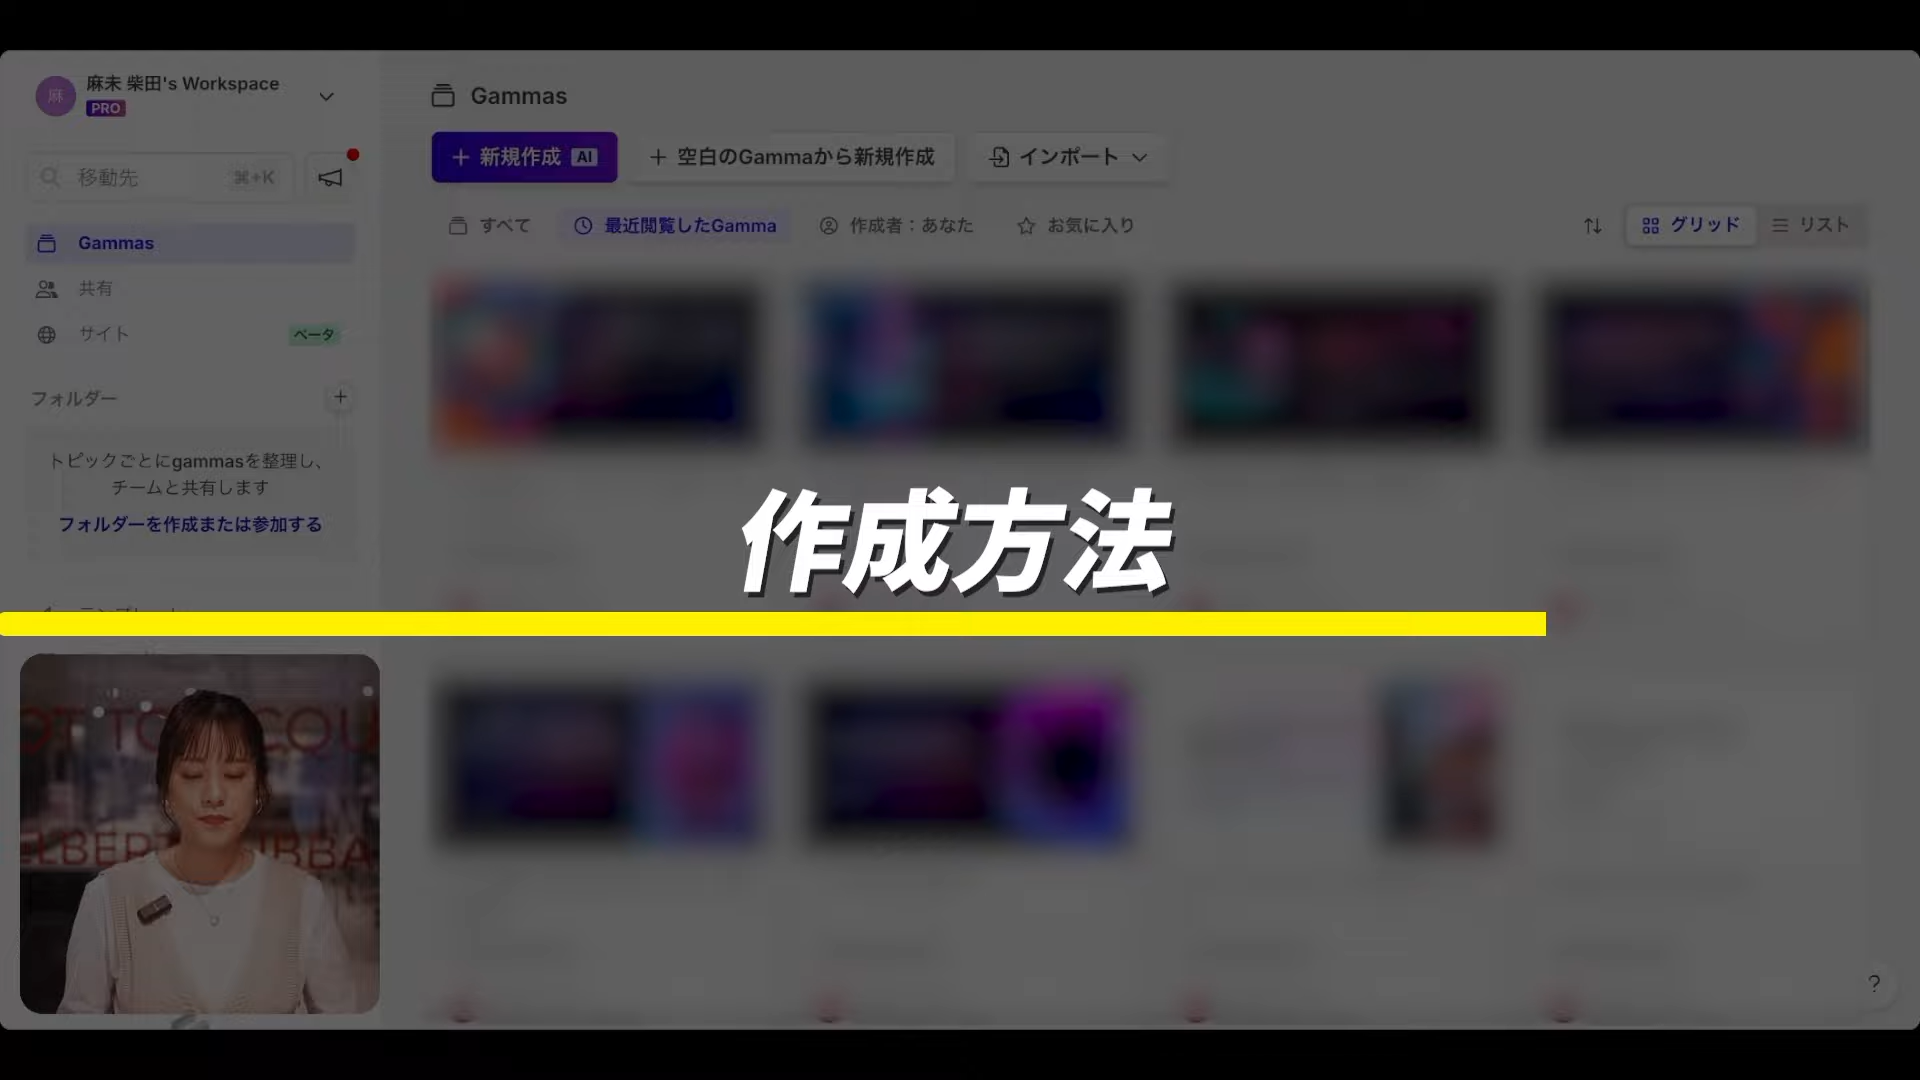 麻
麻未 柴田's Workspace
PRO
移動先
⌘+K
Gammas
共有
サイト
ベータ
フォルダー
トピックごとにgammasを整理し、
チームと共有します
フォルダーを作成または参加する
Gammas
新規作成 AI
空白のGammaから新規作成
インポート
すべて
最近閲覧したGamma
作成者：あなた
お気に入り
グリッド
リスト
作成方法
?